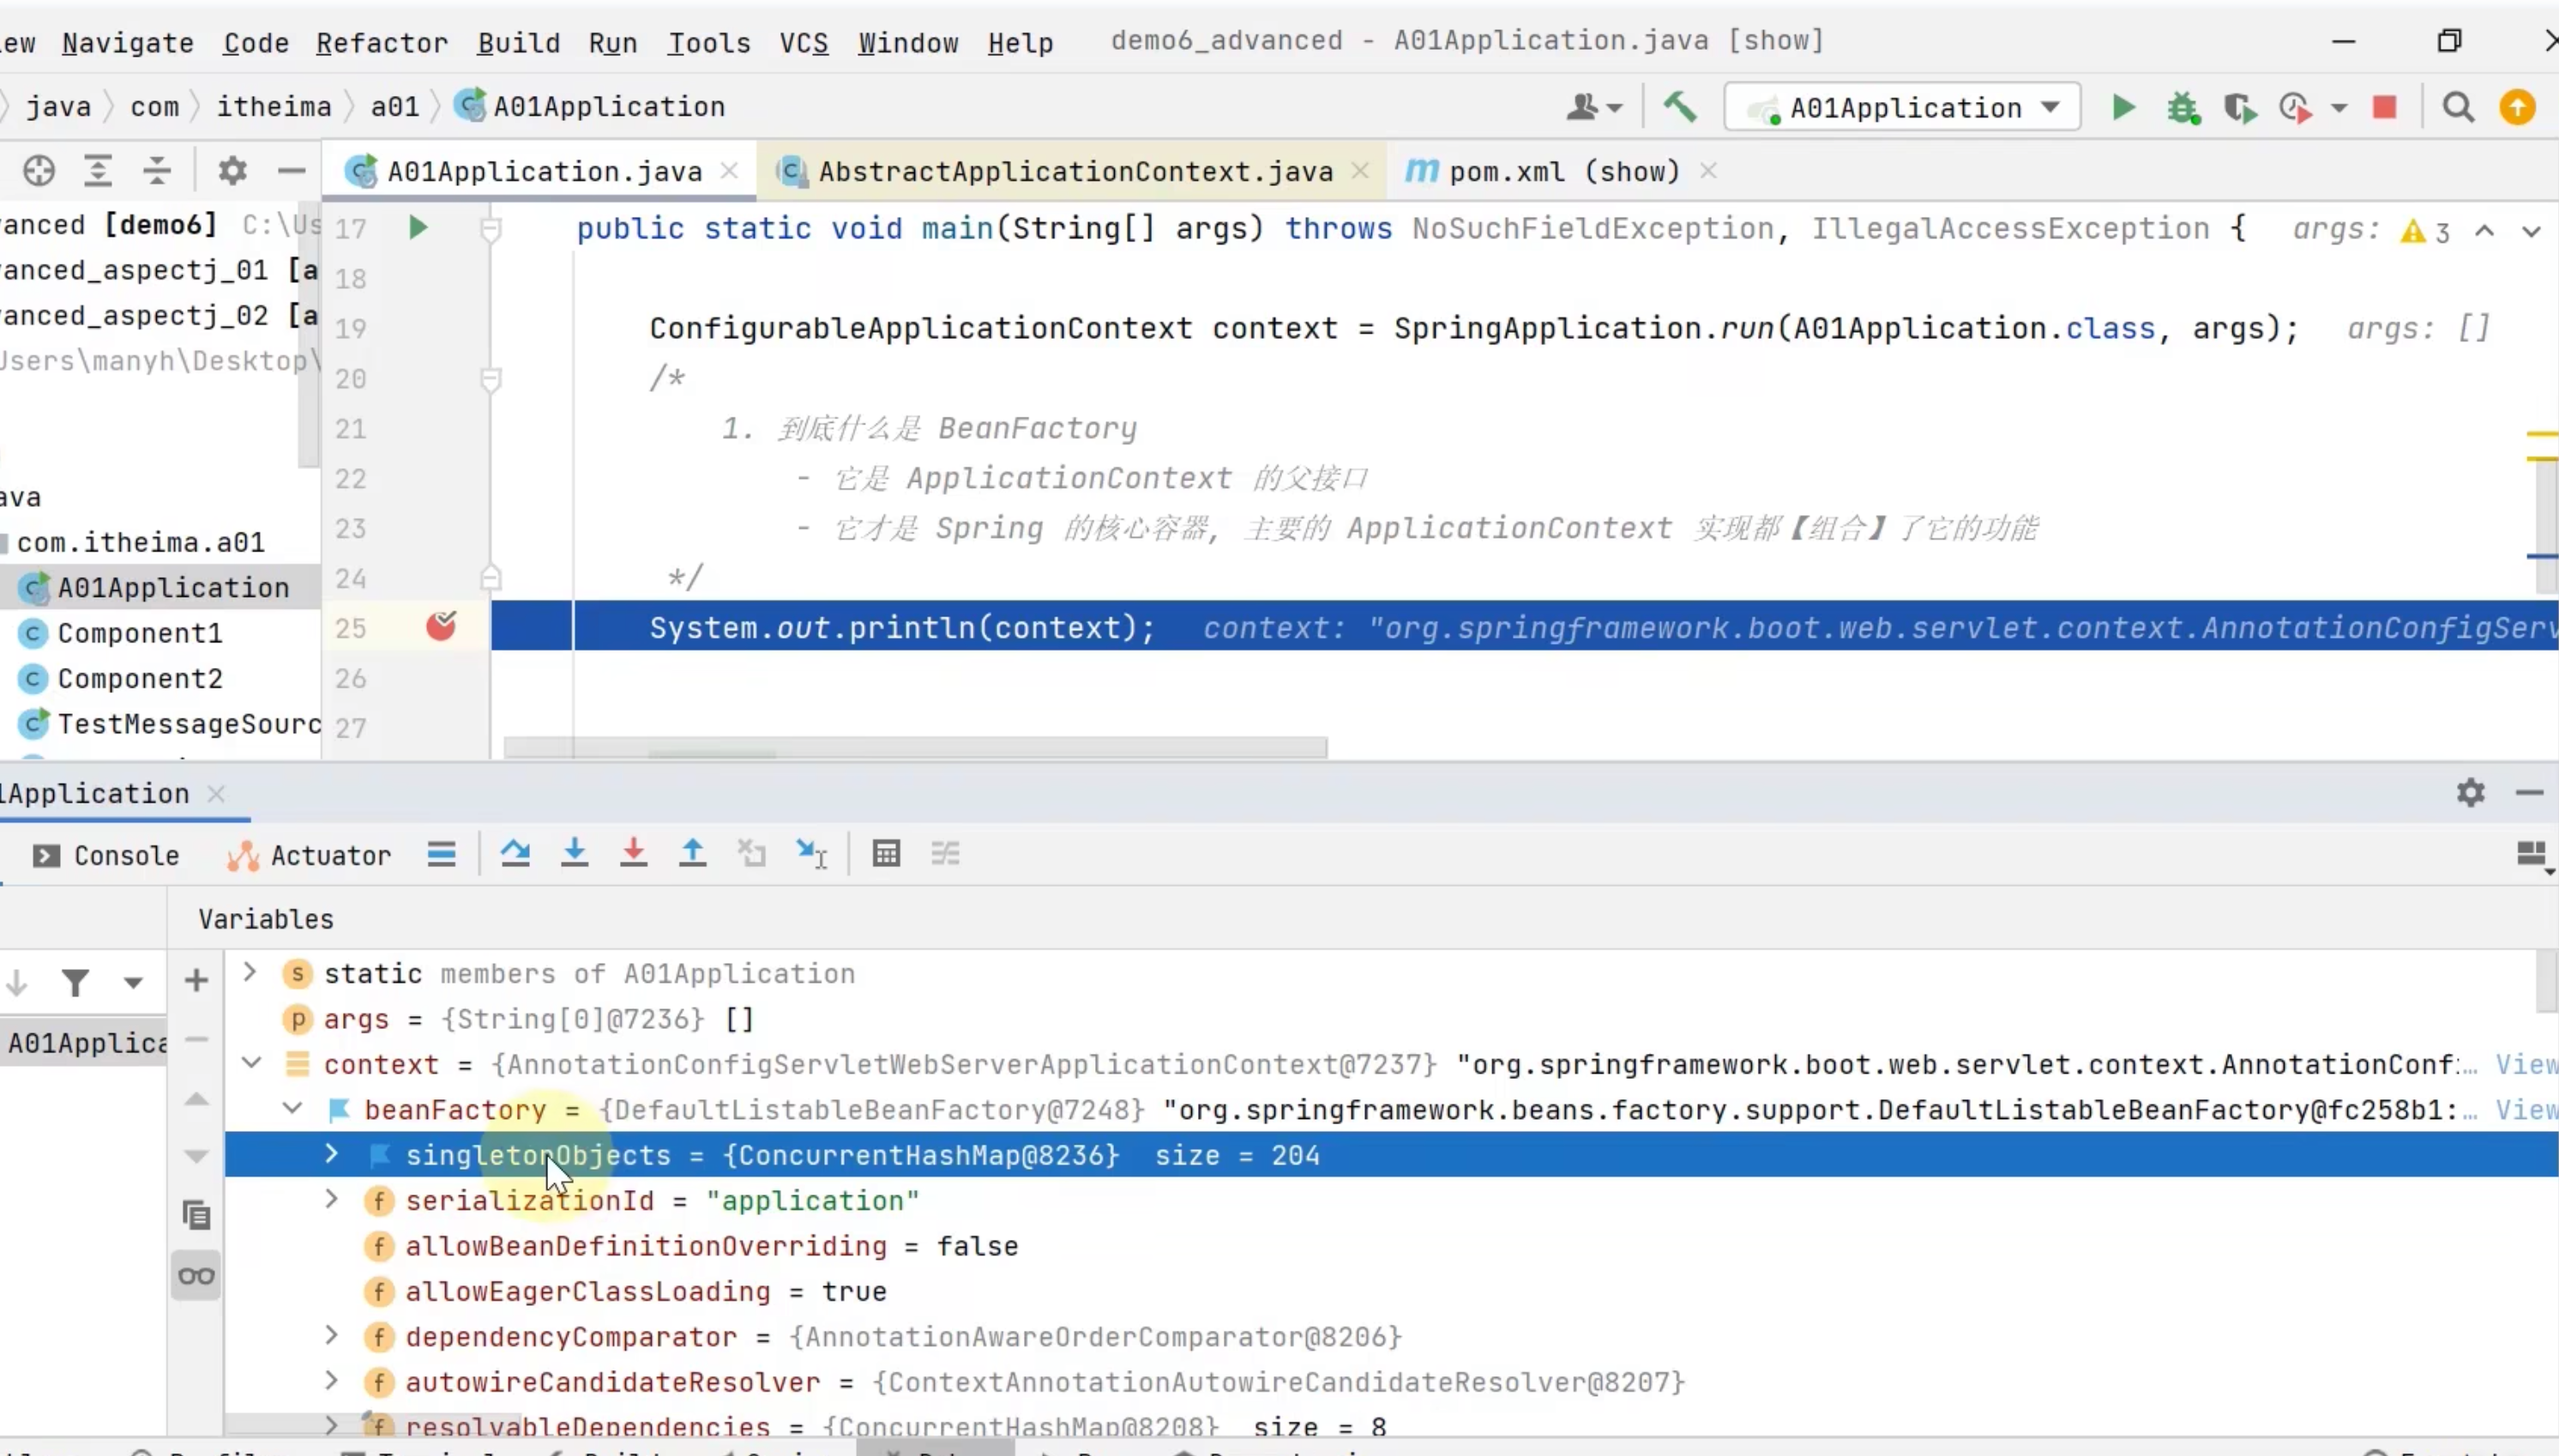 ew Navigate Code Refactor Build Run Tools VCS Window Help demo6_advanced - A01Application.java [show]
java com itheima a01 A01Application A01Application
A01Application.java AbstractApplicationContext.java pom.xml (show)
vanced [demo6] C:\Us
vanced_aspectj_01 [a
vanced_aspectj_02 [a
Users\manyh\Desktop\
ava
com.itheima.a01
A01Application
Component1
Component2
TestMessageSourc
17 public static void main(String[] args) throws NoSuchFieldException, IllegalAccessException { args: 3
18
19 ConfigurableApplicationContext context = SpringApplication.run(A01Application.class, args); args: []
20 /*
21 1. 到底什么是 BeanFactory
22 - 它是 ApplicationContext 的父接口
23 - 它才是 Spring 的核心容器, 主要的 ApplicationContext 实现都【组合】了它的功能
24 */
25 System.out.println(context); context: "org.springframework.boot.web.servlet.context.AnnotationConfigServ
26
27
1Application
Console Actuator
Variables
A01Applica
static members of A01Application
args = {String[0]@7236} []
context = {AnnotationConfigServletWebServerApplicationContext@7237} "org.springframework.boot.web.servlet.context.AnnotationConf:… View
beanFactory = {DefaultListableBeanFactory@7248} "org.springframework.beans.factory.support.DefaultListableBeanFactory@fc258b1:… View
singletonObjects = {ConcurrentHashMap@8236} size = 204
serializationId = "application"
allowBeanDefinitionOverriding = false
allowEagerClassLoading = true
dependencyComparator = {AnnotationAwareOrderComparator@8206}
autowireCandidateResolver = {ContextAnnotationAutowireCandidateResolver@8207}
resolvableDependencies = {ConcurrentHashMap@8208} size = 8